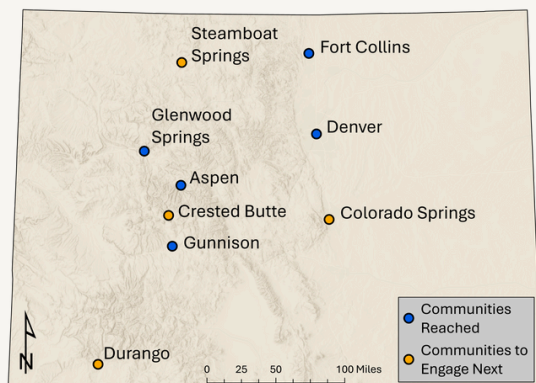 Steamboat
Springs
Fort Collins
Glenwood
Springs
Denver
Aspen
Crested Butte
Colorado Springs
Gunnison
Durango
N
0 25 50 100 Miles
Communities
Reached
Communities to
Engage Next